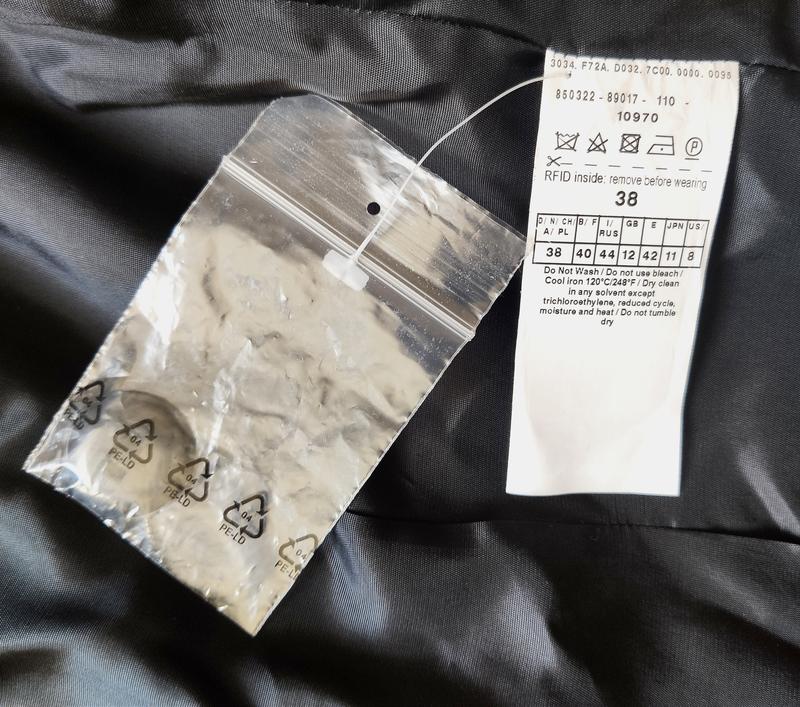 3034. F72A. D032. 7C00. 0000. 0095
850322 - 89017 - 110 -
10970
P
RFID inside: remove before wearing
38
D/ N/ CH/ A/ PL B/ F I/ RUS GB E JPN US/
38 40 44 12 42 11 8
Do Not Wash / Do not use bleach /
Cool iron 120°C/248°F / Dry clean
in any solvent except
trichloroethylene, reduced cycle,
moisture and heat / Do not tumble
dry
04
PE-LD
04
PE-LD
04
PE-LD
04
PE-LD
04